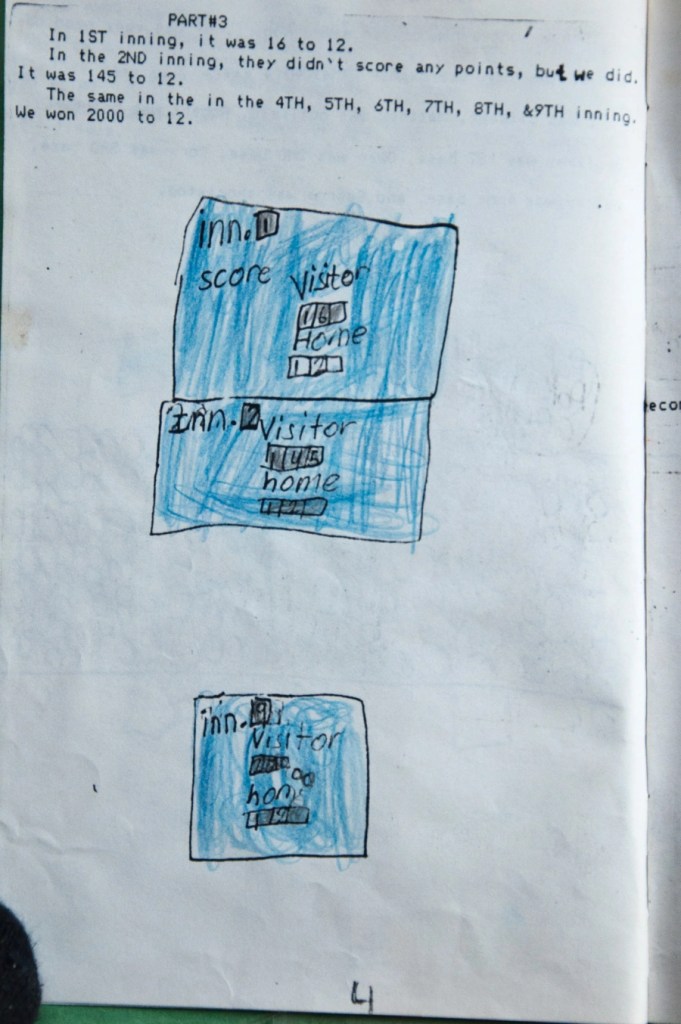 PART#3
In 1ST inning, it was 16 to 12.
In the 2ND inning, they didn't score any points, but we did.
It was 145 to 12.
The same in the in the 4TH, 5TH, 6TH, 7TH, 8TH, &9TH inning.
We won 2000 to 12.
inn. 1
score Visitor
16
Home
12
Inn. 2 Visitor
145
home
12
inn. 9
Visitor
home
12
4